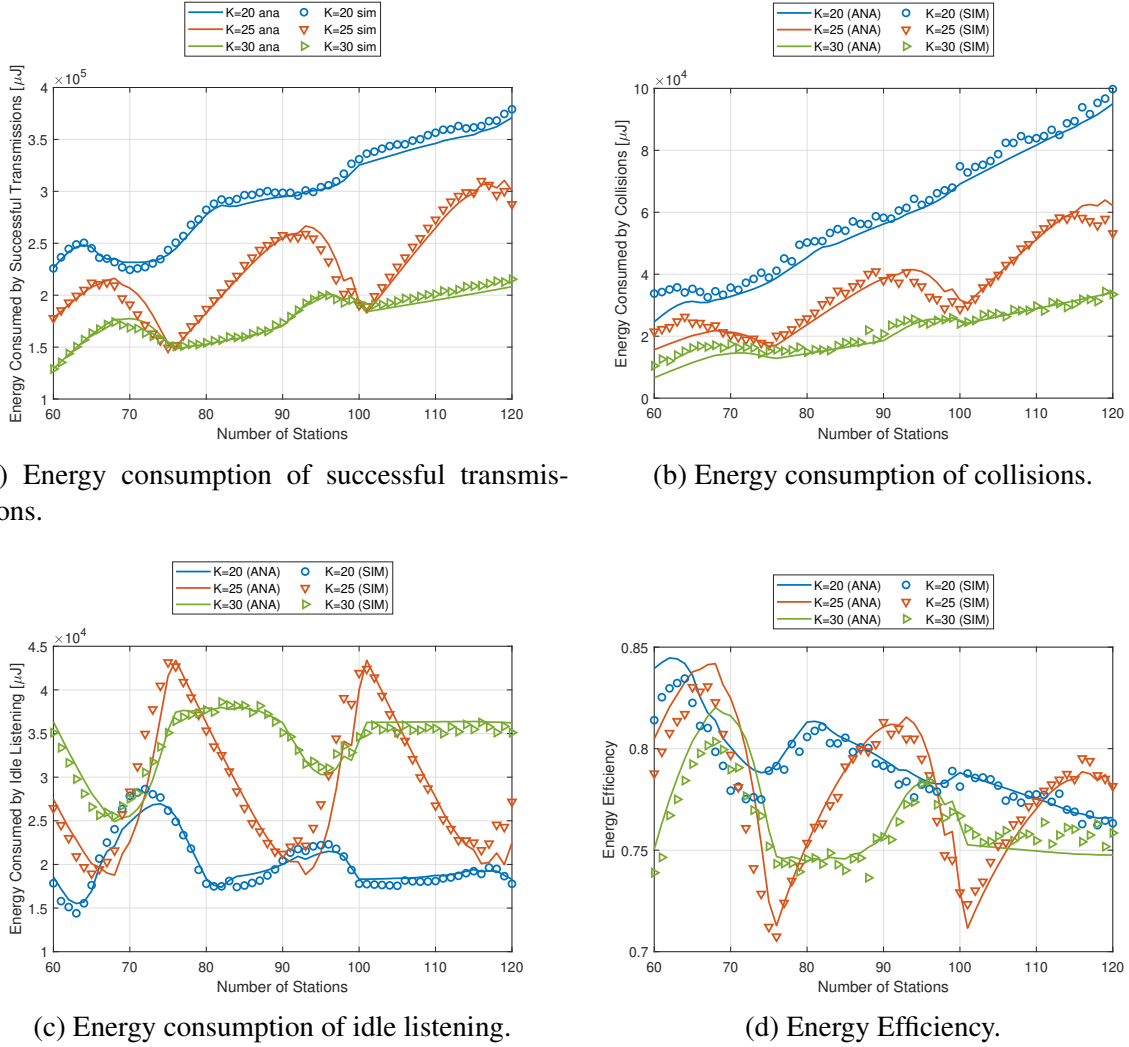 K=20 ana K=20 sim
K=25 ana K=25 sim
K=30 ana K=30 sim
×10^5
Energy Consumed by Successful Transmissions [μJ]
4
3.5
3
2.5
2
1.5
1
60 70 80 90 100 110 120
Number of Stations
) Energy consumption of successful transmis-
ons.
K=20 (ANA) K=20 (SIM)
K=25 (ANA) K=25 (SIM)
K=30 (ANA) K=30 (SIM)
×10^4
Energy Consumed by Collisions [μJ]
10
8
6
4
2
0
60 70 80 90 100 110 120
Number of Stations
(b) Energy consumption of collisions.
K=20 (ANA) K=20 (SIM)
K=25 (ANA) K=25 (SIM)
K=30 (ANA) K=30 (SIM)
×10^4
Energy Consumed by Idle Listening [μJ]
4.5
4
3.5
3
2.5
2
1.5
1
60 70 80 90 100 110 120
Number of Stations
(c) Energy consumption of idle listening.
K=20 (ANA) K=20 (SIM)
K=25 (ANA) K=25 (SIM)
K=30 (ANA) K=30 (SIM)
Energy Efficiency
0.85
0.8
0.75
0.7
60 70 80 90 100 110 120
Number of Stations
(d) Energy Efficiency.